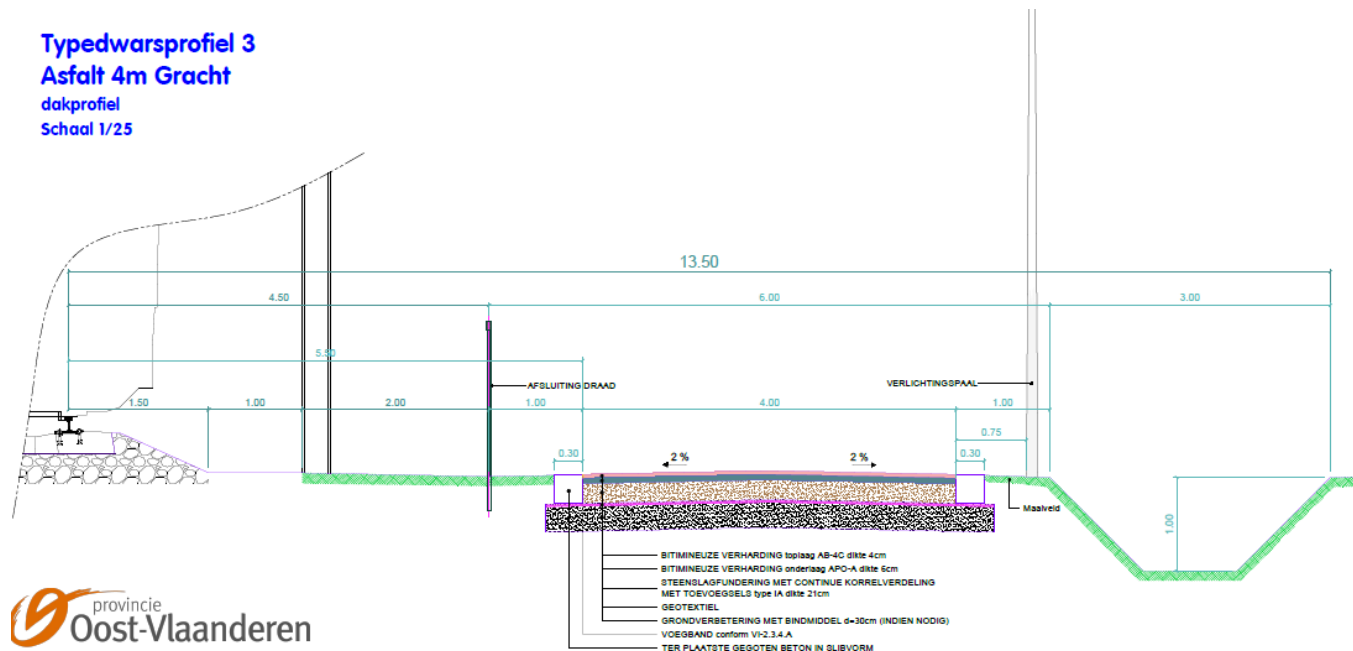 Typedwarsprofiel 3
Asfalt 4m Gracht
dakprofiel
Schaal 1/25
13.50
4.50 6.00 3.00
5.50
AFSLUITING DRAAD
VERLICHTINGSPAAL
1.50 1.00 2.00 1.00 4.00 1.00
0.75
0.30 2 % 2 % 0.30
Maaiveld
1.00
BITIMINEUZE VERHARDING toplaag AB-4C dikte 4cm
BITIMINEUZE VERHARDING onderlaag APO-A dikte 6cm
STEENSLAGFUNDERING MET CONTINUE KORRELVERDELING
MET TOEVOEGSELS type IA dikte 21cm
GEOTEXTIEL
GRONDVERBETERING MET BINDMIDDEL d=30cm (INDIEN NODIG)
VOEGBAND conform VI-2.3.4.A
TER PLAATSTE GEGOTEN BETON IN SLIBVORM
provincie
Oost-Vlaanderen